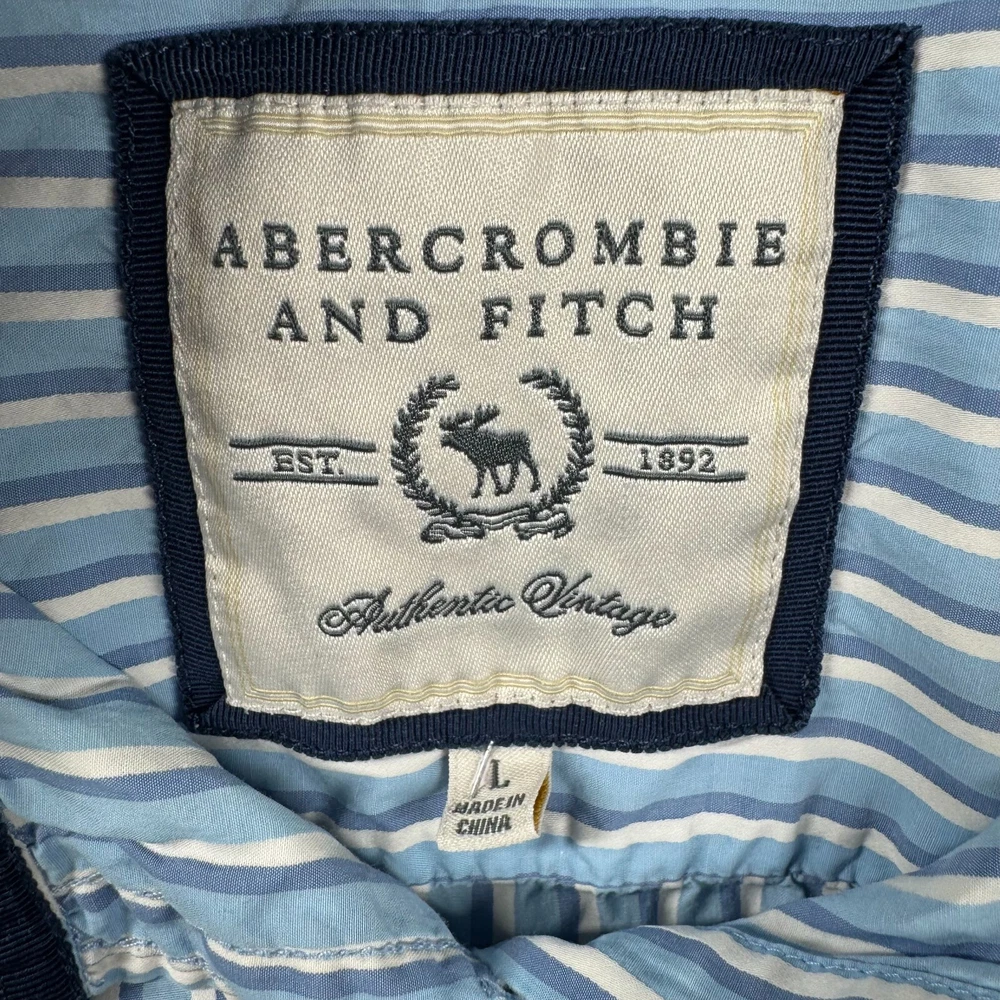 ABERCROMBIE
AND FITCH
EST. 1892
Authentic Vintage
L
MADE IN
CHINA